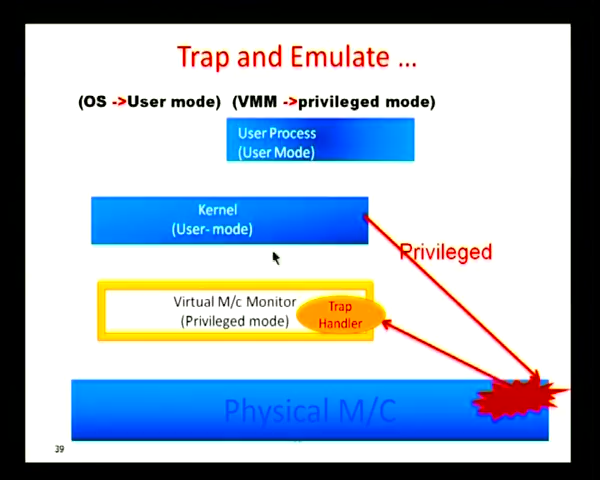 Trap and Emulate ...
(OS ->User mode) (VMM ->privileged mode)
User Process
(User Mode)
Kernel
(User- mode)
Privileged
Virtual M/c Monitor
(Privileged mode)
Trap
Handler
Physical M/C
39